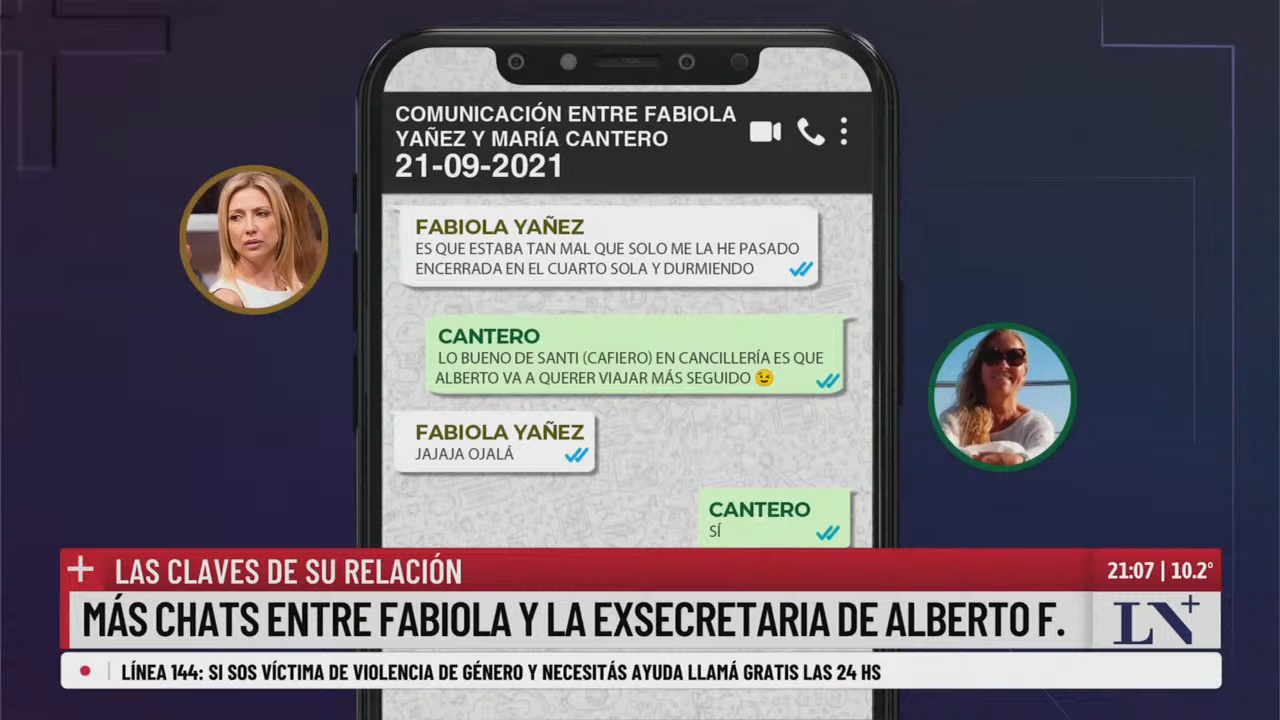 COMUNICACIÓN ENTRE FABIOLA
YAÑEZ Y MARÍA CANTERO
21-09-2021
FABIOLA YAÑEZ
ES QUE ESTABA TAN MAL QUE SOLO ME LA HE PASADO
ENCERRADA EN EL CUARTO SOLA Y DURMIENDO
CANTERO
LO BUENO DE SANTI (CAFIERO) EN CANCILLERÍA ES QUE
ALBERTO VA A QUERER VIAJAR MÁS SEGUIDO 😉
FABIOLA YAÑEZ
JAJAJA OJALÁ
CANTERO
SÍ
LAS CLAVES DE SU RELACIÓN
21:07 | 10.2°
MÁS CHATS ENTRE FABIOLA Y LA EXSECRETARIA DE ALBERTO F.
LN+
LÍNEA 144: SI SOS VÍCTIMA DE VIOLENCIA DE GÉNERO Y NECESITÁS AYUDA LLAMÁ GRATIS LAS 24 HS